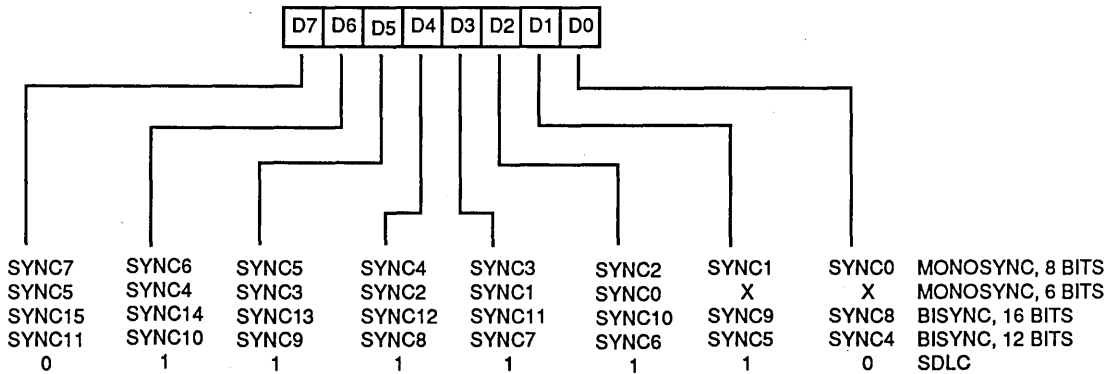 D7 D6 D5 D4 D3 D2 D1 D0
SYNC7 SYNC6 SYNC5 SYNC4 SYNC3 SYNC2 SYNC1 SYNC0 MONOSYNC, 8 BITS
SYNC5 SYNC4 SYNC3 SYNC2 SYNC1 SYNC0 X X MONOSYNC, 6 BITS
SYNC15 SYNC14 SYNC13 SYNC12 SYNC11 SYNC10 SYNC9 SYNC8 BISYNC, 16 BITS
SYNC11 SYNC10 SYNC9 SYNC8 SYNC7 SYNC6 SYNC5 SYNC4 BISYNC, 12 BITS
0 1 1 1 1 1 1 0 SDLC